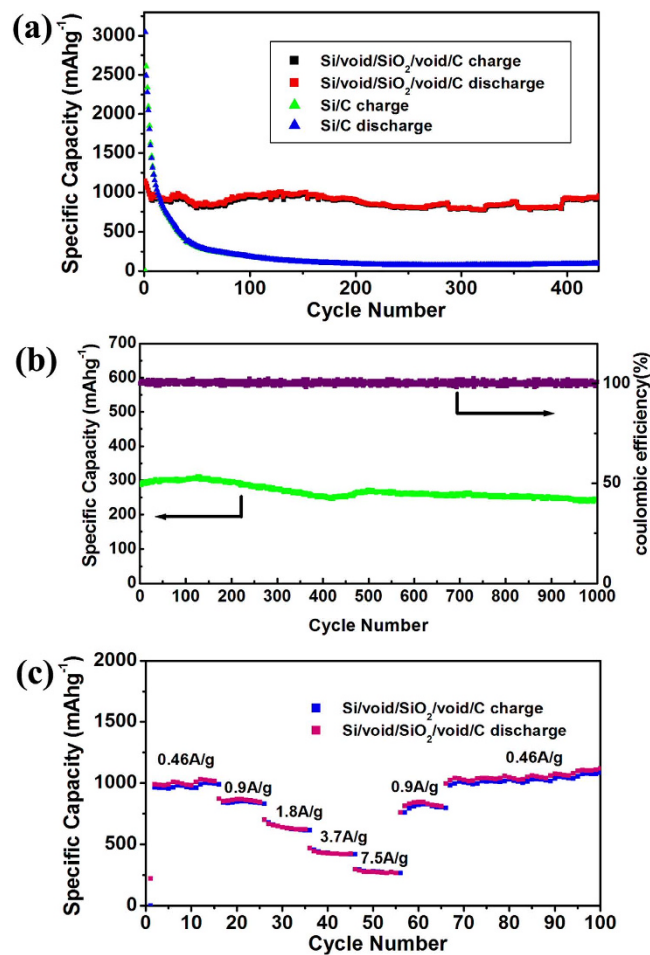 (a)
Specific Capacity (mAhg⁻¹)
3000
2500
2000
1500
1000
500
0
Si/void/SiO₂/void/C charge
Si/void/SiO₂/void/C discharge
Si/C charge
Si/C discharge
0 100 200 300 400
Cycle Number
(b)
Specific Capacity (mAhg⁻¹)
700
600
500
400
300
200
100
0
100
50
0
coulombic efficiency(%)
0 100 200 300 400 500 600 700 800 900 1000
Cycle Number
(c)
Specific Capacity (mAhg⁻¹)
2000
1500
1000
500
0
Si/void/SiO₂/void/C charge
Si/void/SiO₂/void/C discharge
0.46A/g
0.9A/g
1.8A/g
3.7A/g
7.5A/g
0.9A/g
0.46A/g
0 10 20 30 40 50 60 70 80 90 100
Cycle Number